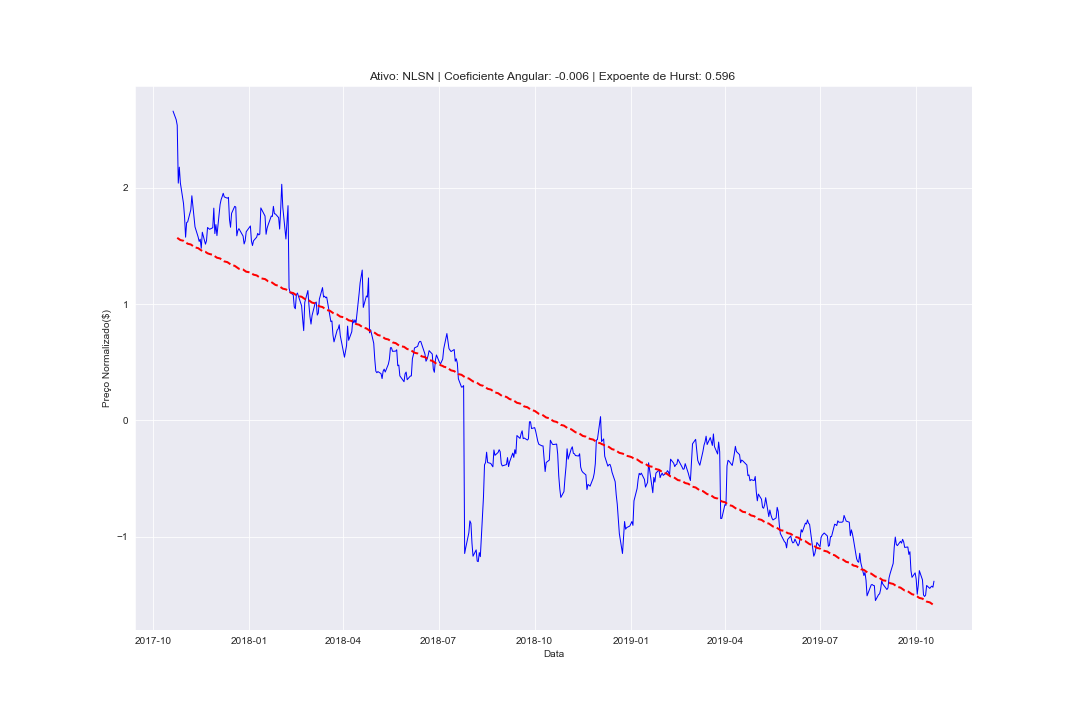 Ativo: NLSN | Coeficiente Angular: -0.006 | Expoente de Hurst: 0.596
Preço Normalizado($)
2
1
0
−1
2017-10 2018-01 2018-04 2018-07 2018-10 2019-01 2019-04 2019-07 2019-10
Data